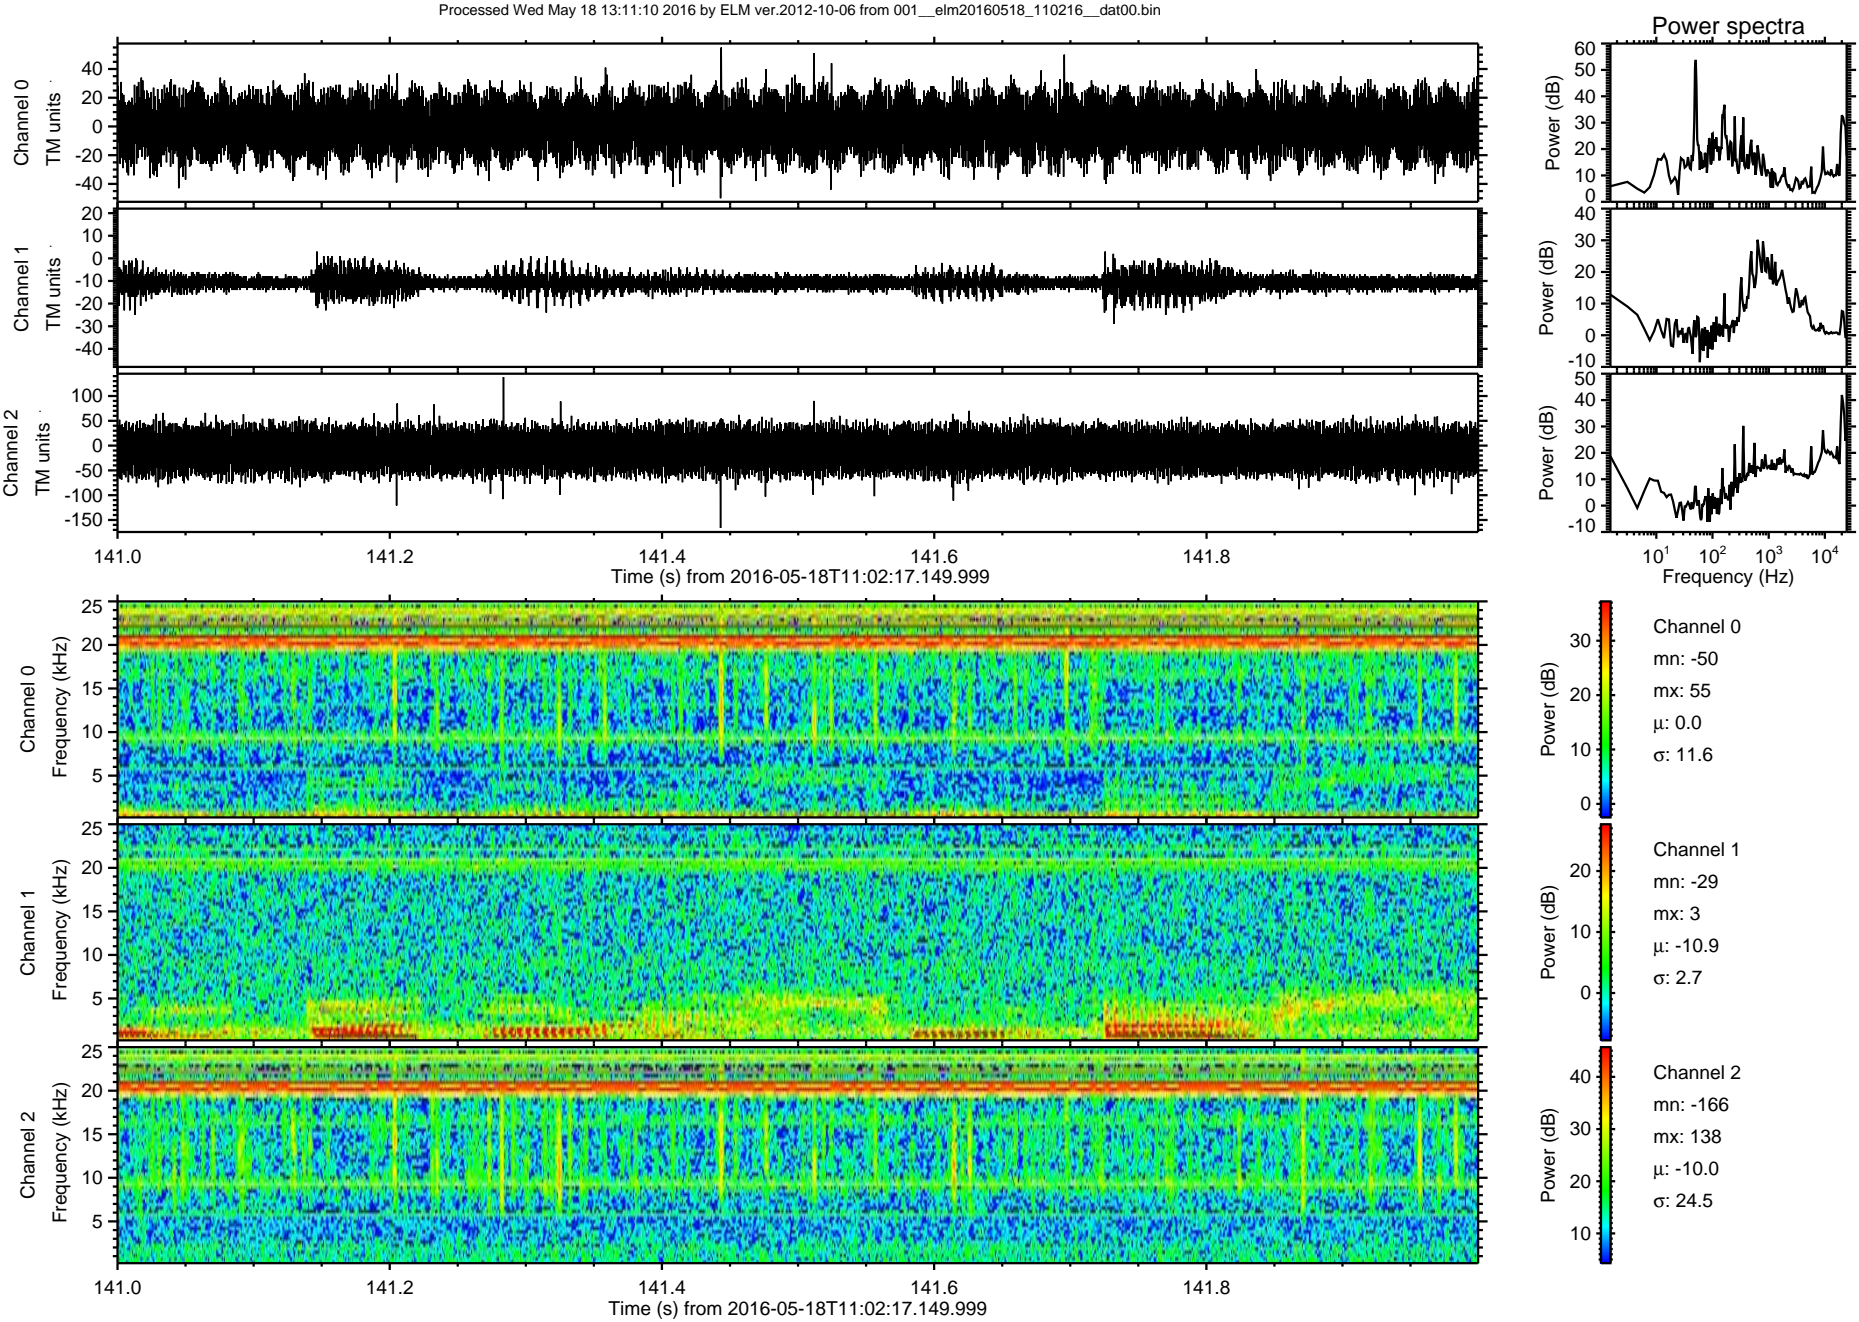 Processed Wed May 18 13:11:10 2016 by ELM ver.2012-10-06 from 001__elm20160518_110216__dat00.bin
Power spectra
Channel 0
TM units
40
20
0
-20
-40
Power (dB)
60
50
40
30
20
10
0
Channel 1
TM units
20
10
0
-10
-20
-30
-40
Power (dB)
40
30
20
10
0
-10
Channel 2
TM units
100
50
0
-50
-100
-150
Power (dB)
50
40
30
20
10
0
-10
141.0 141.2 141.4 141.6 141.8
Time (s) from 2016-05-18T11:02:17.149.999
10^1 10^2 10^3 10^4
Frequency (Hz)
Channel 0
Frequency (kHz)
25
20
15
10
5
Power (dB)
30
20
10
0
Channel 0
mn: -50
mx: 55
μ: 0.0
σ: 11.6
Channel 1
Frequency (kHz)
25
20
15
10
5
Power (dB)
20
10
0
Channel 1
mn: -29
mx: 3
μ: -10.9
σ: 2.7
Channel 2
Frequency (kHz)
25
20
15
10
5
Power (dB)
40
30
20
10
Channel 2
mn: -166
mx: 138
μ: -10.0
σ: 24.5
141.0 141.2 141.4 141.6 141.8
Time (s) from 2016-05-18T11:02:17.149.999